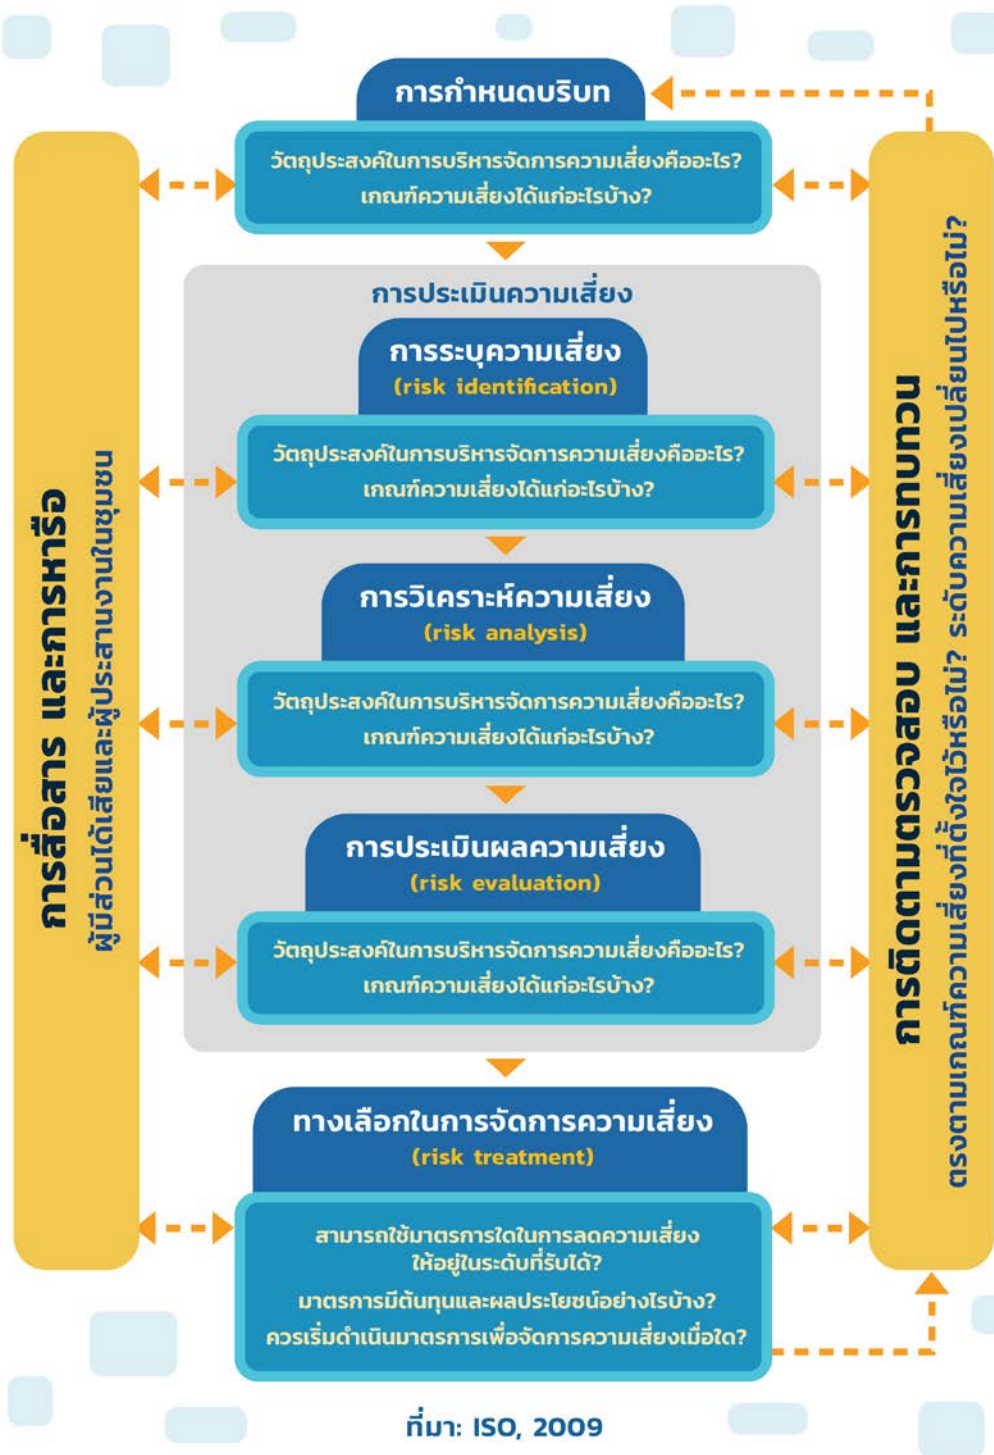 การกำหนดบริบท
วัตถุประสงค์ในการบริหารจัดการความเสี่ยงคืออะไร?
เกณฑ์ความเสี่ยงได้แก่อะไรบ้าง?
การประเมินความเสี่ยง
การระบุความเสี่ยง
(risk identification)
วัตถุประสงค์ในการบริหารจัดการความเสี่ยงคืออะไร?
เกณฑ์ความเสี่ยงได้แก่อะไรบ้าง?
การวิเคราะห์ความเสี่ยง
(risk analysis)
วัตถุประสงค์ในการบริหารจัดการความเสี่ยงคืออะไร?
เกณฑ์ความเสี่ยงได้แก่อะไรบ้าง?
การประเมินผลความเสี่ยง
(risk evaluation)
วัตถุประสงค์ในการบริหารจัดการความเสี่ยงคืออะไร?
เกณฑ์ความเสี่ยงได้แก่อะไรบ้าง?
ทางเลือกในการจัดการความเสี่ยง
(risk treatment)
สามารถใช้มาตรการใดในการลดความเสี่ยง
ให้อยู่ในระดับที่รับได้?
มาตรการมีต้นทุนและผลประโยชน์อย่างไรบ้าง?
ควรเริ่มดำเนินมาตรการเพื่อจัดการความเสี่ยงเมื่อใด?
การสื่อสาร และการหารือ
ผู้มีส่วนได้เสียและผู้ประสานงานในชุมชน
การติดตามตรวจสอบ และการทบทวน
ตรงตามเกณฑ์ความเสี่ยงที่ตั้งใจไว้หรือไม่? ระดับความเสี่ยงเปลี่ยนไปหรือไม่?
ที่มา: ISO, 2009